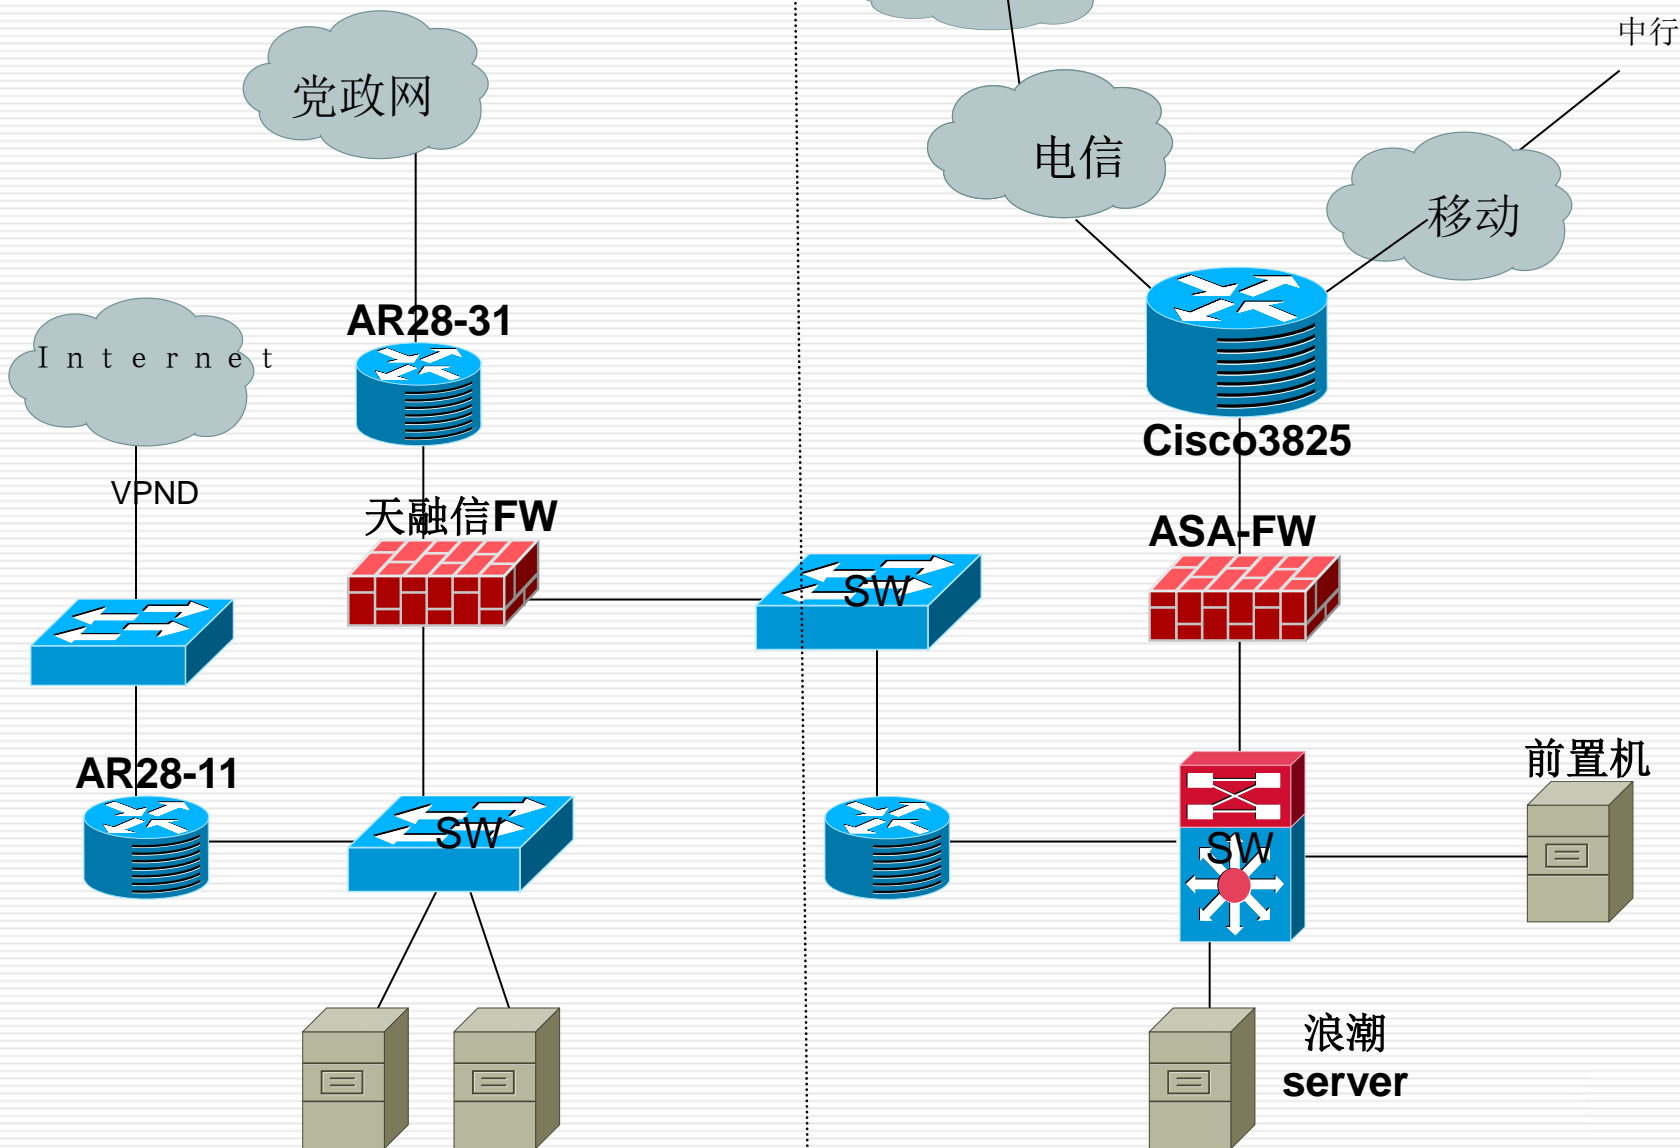 中行
党政网
电信
移动
AR28-31
Internet
Cisco3825
VPND
天融信FW
ASA-FW
SW
前置机
AR28-11
SW
SW
浪潮
server